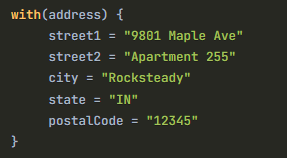 with(address) {
street1 = "9801 Maple Ave"
street2 = "Apartment 255"
city = "Rocksteady"
state = "IN"
postalCode = "12345"
}